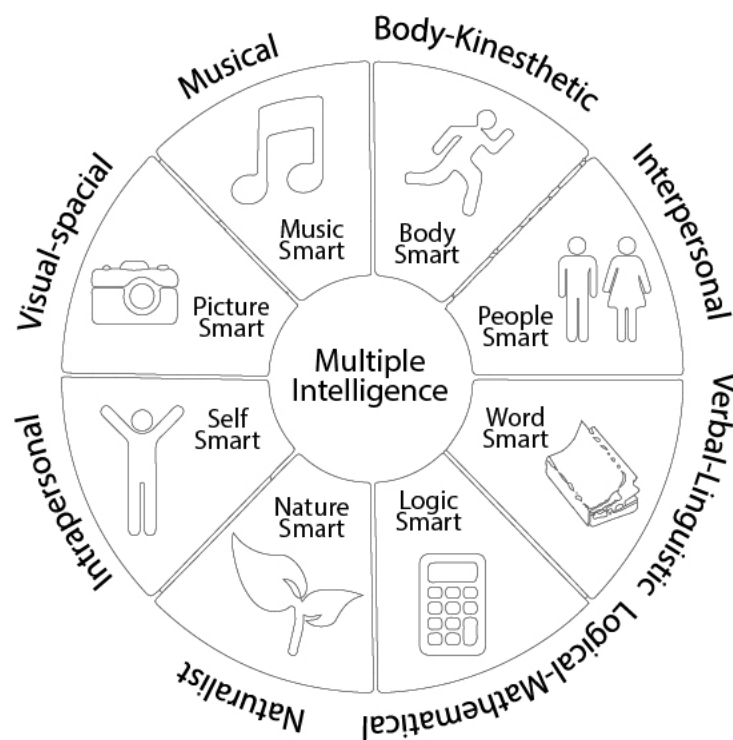 Musical
Body-Kinesthetic
Interpersonal
Verbal-Linguistic
Logical-Mathematical
Naturalist
Intrapersonal
Visual-spacial
Music
Smart
Body
Smart
People
Smart
Word
Smart
Logic
Smart
Nature
Smart
Self
Smart
Picture
Smart
Multiple
Intelligence